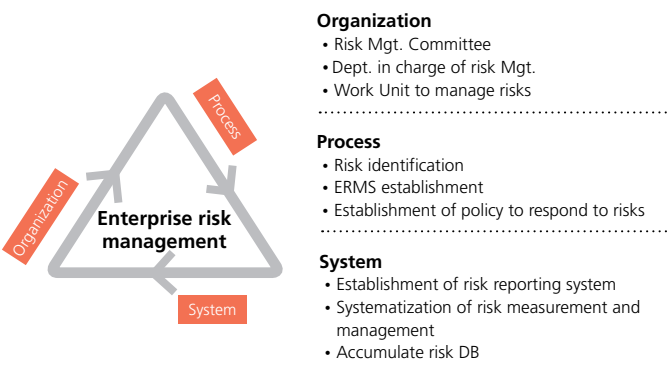 Process
Organization
Enterprise risk
management
System
Organization
• Risk Mgt. Committee
• Dept. in charge of risk Mgt.
• Work Unit to manage risks
Process
• Risk identification
• ERMS establishment
• Establishment of policy to respond to risks
System
• Establishment of risk reporting system
• Systematization of risk measurement and
management
• Accumulate risk DB